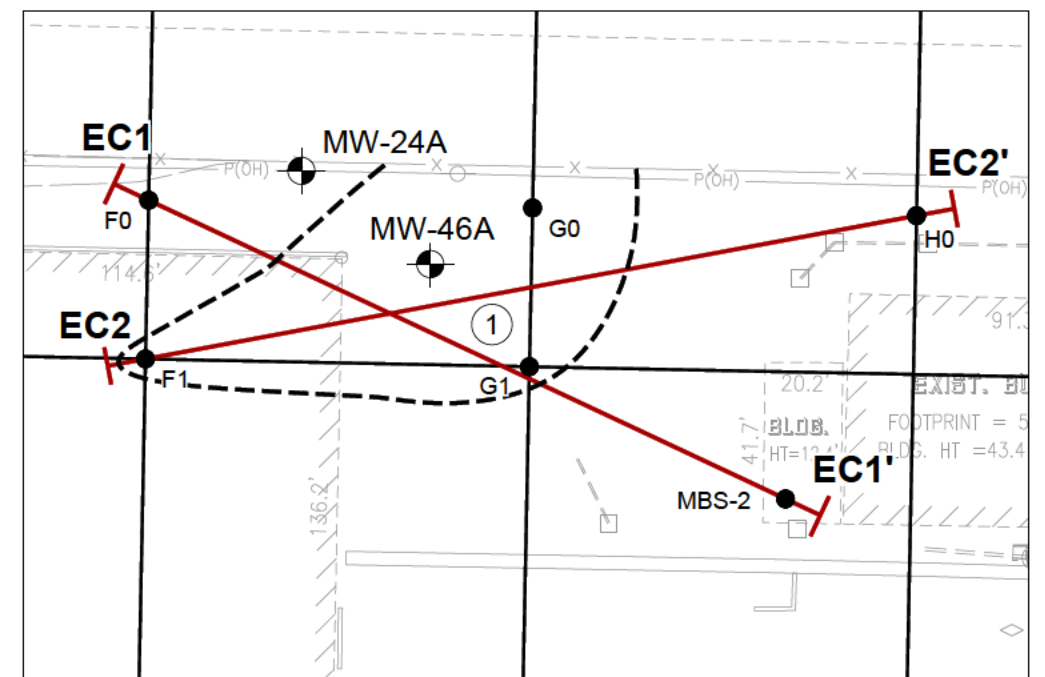 EC1
MW-24A
X
X
X
X
X
X
P(OH)
P(OH)
P(OH)
EC2'
F0
MW-46A
G0
H0
114.6'
EC2
1
91.3
F1
G1
20.2'
EXIST. BU
41.7'
BLDG.
FOOTPRINT = 5
HT=12.4'
BLDG. HT =43.4
EC1'
MBS-2
136.2'